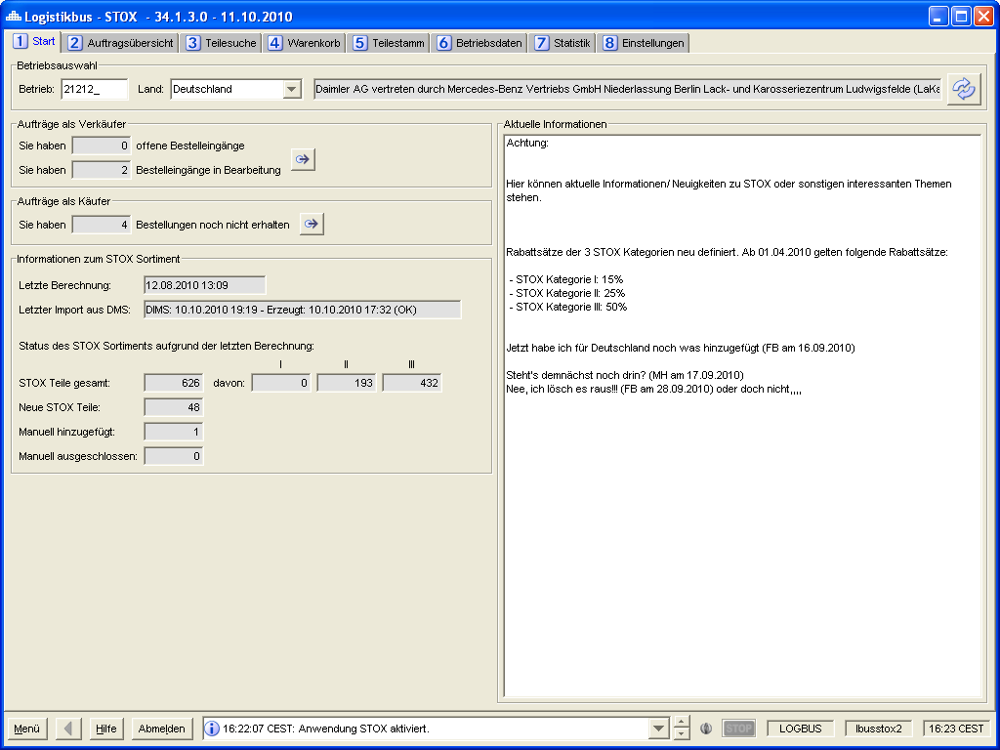 Logistikbus - STOX - 34.1.3.0 - 11.10.2010
1 Start 2 Auftragsübersicht 3 Teilesuche 4 Warenkorb 5 Teilestamm 6 Betriebsdaten 7 Statistik 8 Einstellungen
Betriebsauswahl
Betrieb: 21212_ Land: Deutschland Daimler AG vertreten durch Mercedes-Benz Vertriebs GmbH Niederlassung Berlin Lack- und Karosseriezentrum Ludwigsfelde (LaKe
Aufträge als Verkäufer
Sie haben 0 offene Bestelleingänge
Sie haben 2 Bestelleingänge in Bearbeitung
Aufträge als Käufer
Sie haben 4 Bestellungen noch nicht erhalten
Informationen zum STOX Sortiment
Letzte Berechnung: 12.08.2010 13:09
Letzter Import aus DMS: DIMS: 10.10.2010 19:19 - Erzeugt: 10.10.2010 17:32 (OK)
Status des STOX Sortiments aufgrund der letzten Berechnung:
I II III
STOX Teile gesamt: 626 davon: 0 193 432
Neue STOX Teile: 48
Manuell hinzugefügt: 1
Manuell ausgeschlossen: 0
Aktuelle Informationen
Achtung:
Hier können aktuelle Informationen/ Neuigkeiten zu STOX oder sonstigen interessanten Themen
stehen.
Rabattsätze der 3 STOX Kategorien neu definiert. Ab 01.04.2010 gelten folgende Rabattsätze:
- STOX Kategorie I: 15%
- STOX Kategorie II: 25%
- STOX Kategorie III: 50%
Jetzt habe ich für Deutschland noch was hinzugefügt (FB am 16.09.2010)
Steht's demnächst noch drin? (MH am 17.09.2010)
Nee, ich lösch es raus!!! (FB am 28.09.2010) oder doch nicht,,,,
Menü Hilfe Abmelden 16:22:07 CEST: Anwendung STOX aktiviert. STOP LOGBUS lbusstox2 16:23 CEST